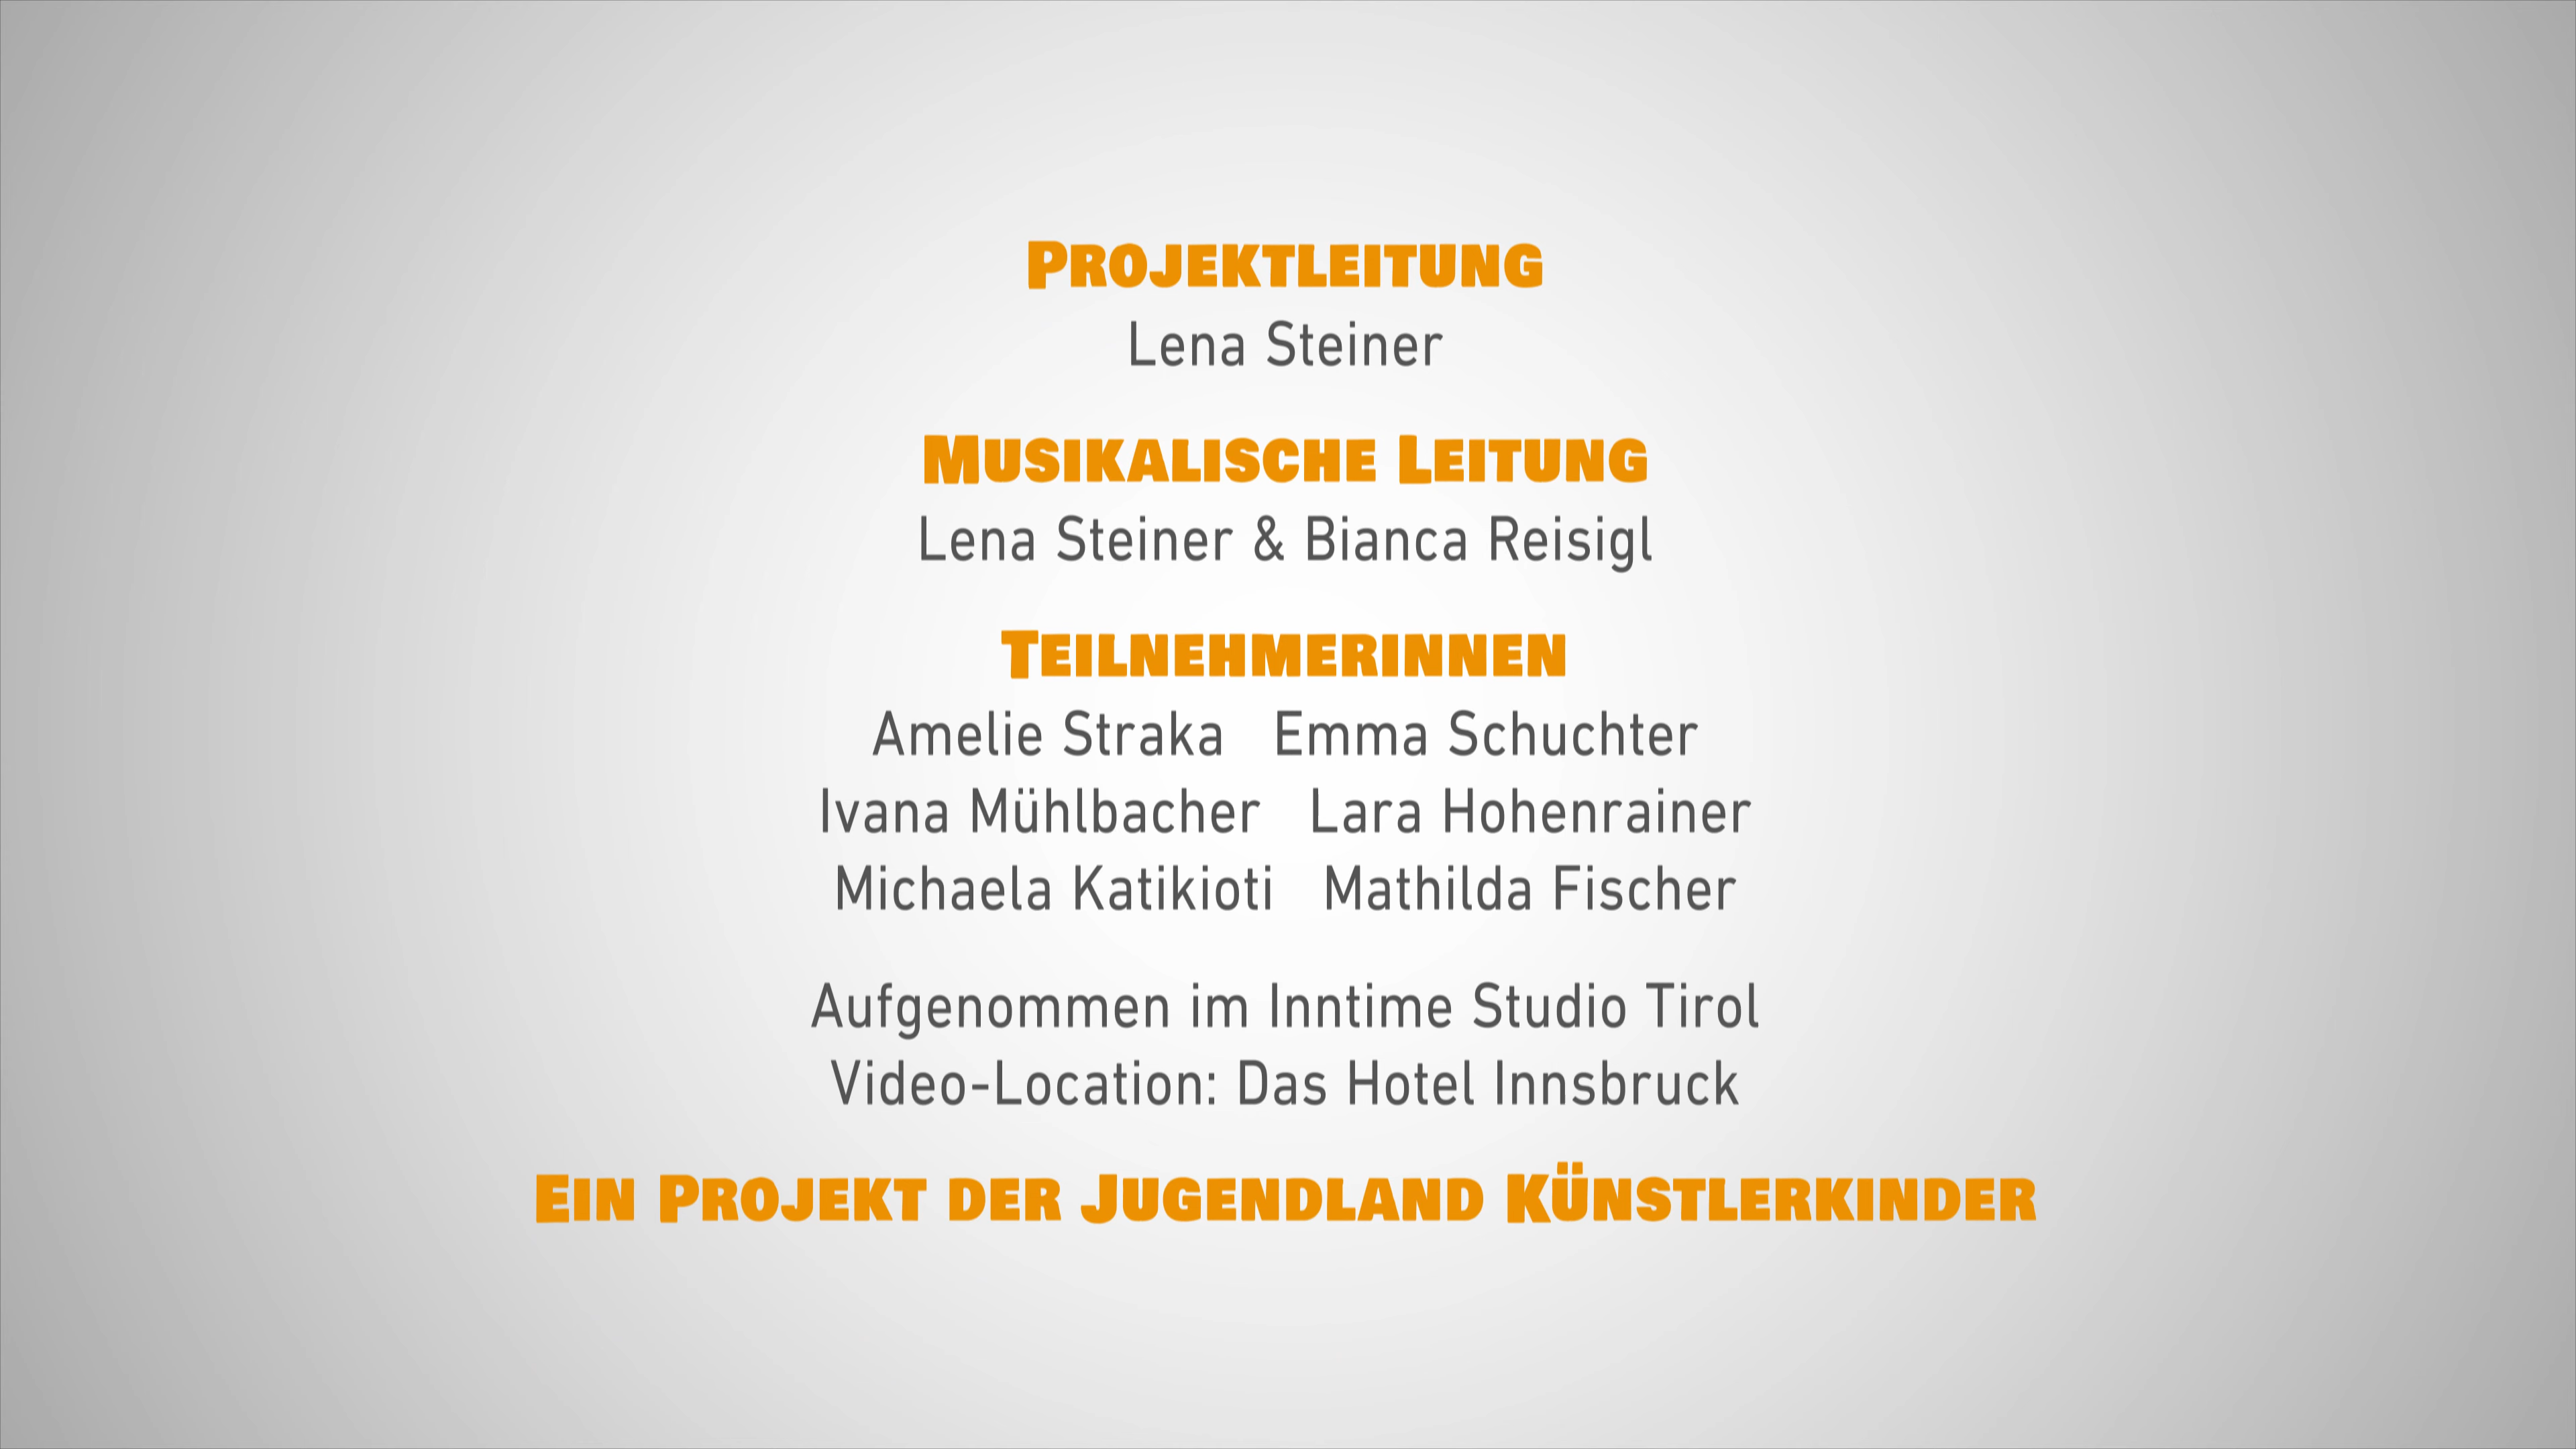 Projektleitung
Lena Steiner
Musikalische Leitung
Lena Steiner & Bianca Reisigl
Teilnehmerinnen
Amelie Straka Emma Schuchter
Ivana Mühlbacher Lara Hohenrainer
Michaela Katikioti Mathilda Fischer
Aufgenommen im Inntime Studio Tirol
Video-Location: Das Hotel Innsbruck
Ein Projekt der Jugendland Künstlerkinder